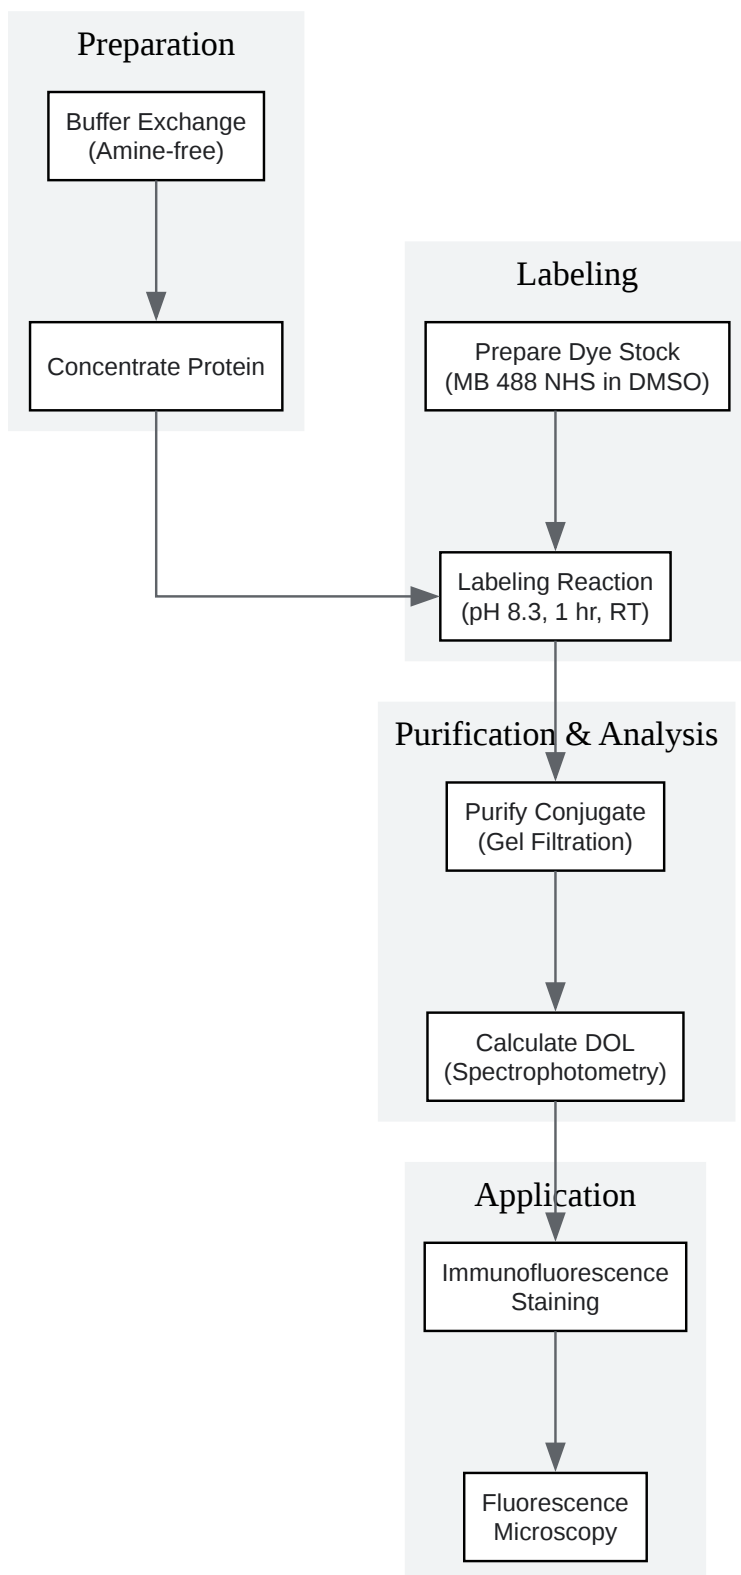 Preparation
Buffer Exchange
(Amine-free)
Concentrate Protein
Labeling
Prepare Dye Stock
(MB 488 NHS in DMSO)
Labeling Reaction
(pH 8.3, 1 hr, RT)
Purification & Analysis
Purify Conjugate
(Gel Filtration)
Calculate DOL
(Spectrophotometry)
Application
Immunofluorescence
Staining
Fluorescence
Microscopy